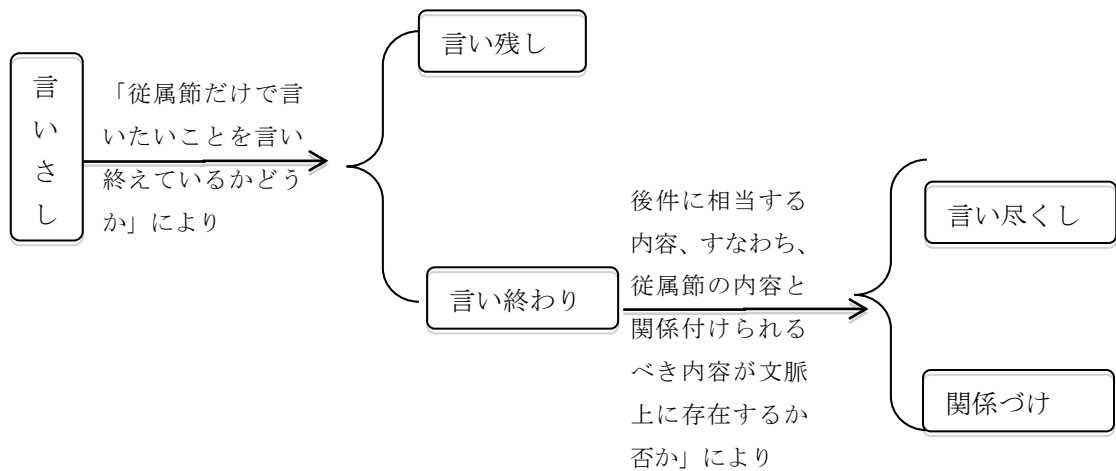 言いさし
「従属節だけで言
いたいことを言い
終えているかどう
か」により
言い残し
言い終わり
後件に相当する
内容、すなわち、
従属節の内容と
関係付けられる
べき内容が文脈
上に存在するか
否か」により
言い尽くし
関係づけ